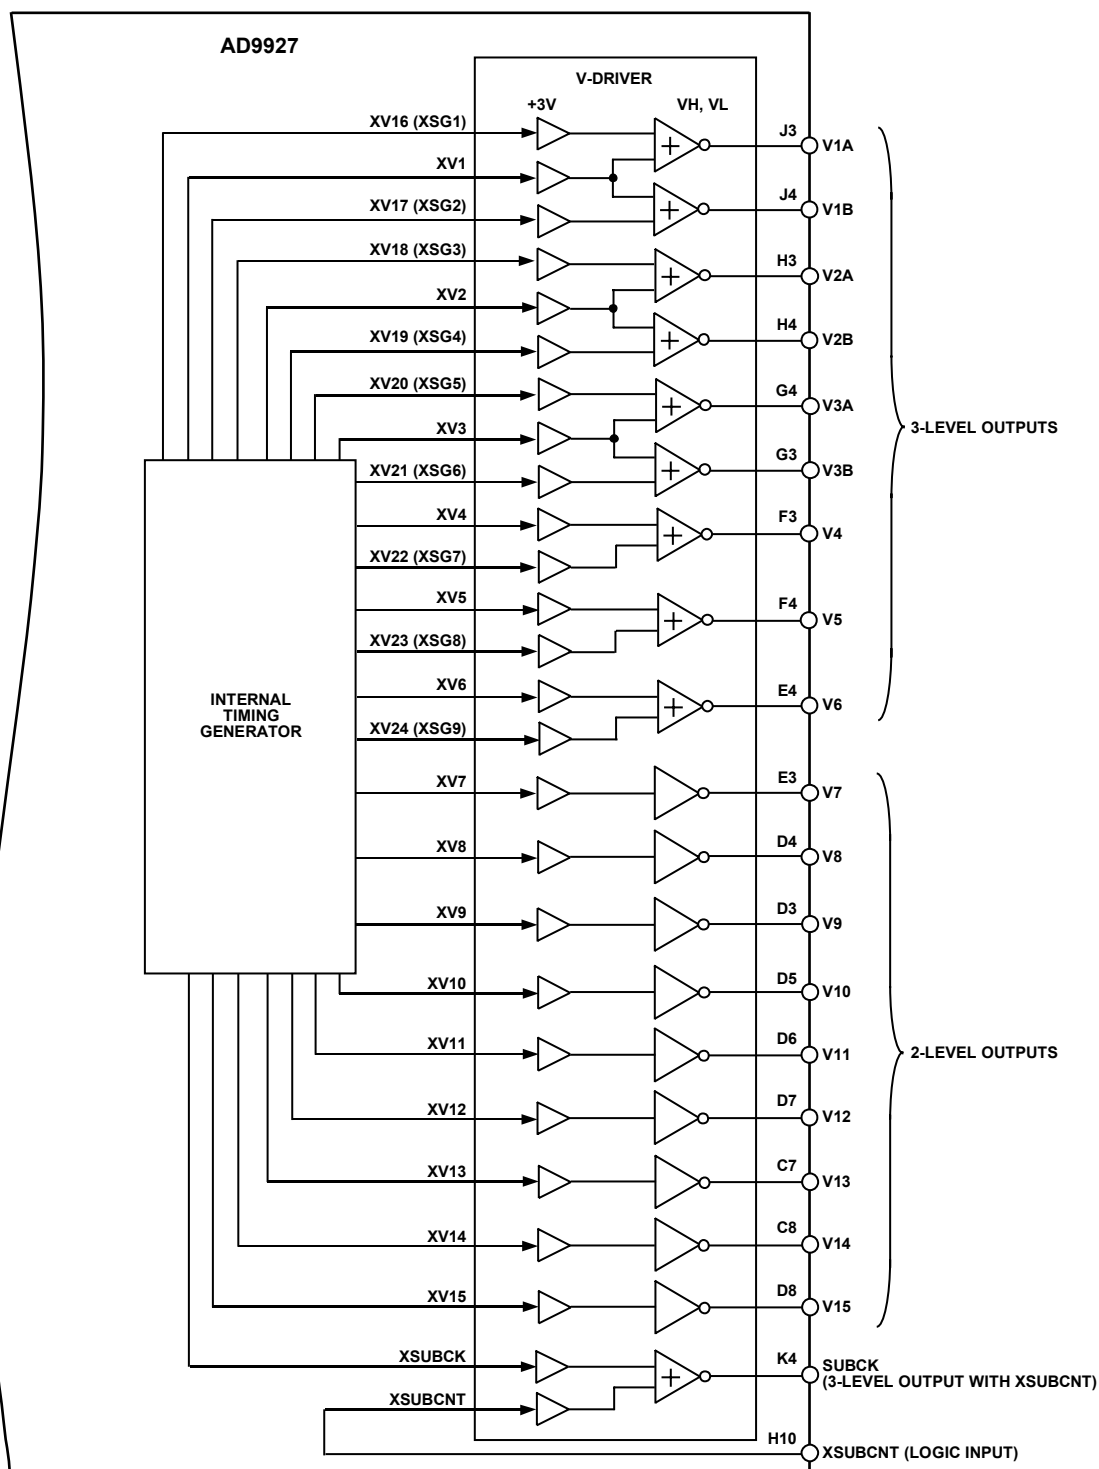 AD9927
V-DRIVER
+3V VH, VL
XV16 (XSG1) J3 V1A
XV1
XV17 (XSG2) J4 V1B
XV18 (XSG3) H3 V2A
XV2
XV19 (XSG4) H4 V2B
XV20 (XSG5) G4 V3A
XV3
3-LEVEL OUTPUTS
XV21 (XSG6) G3 V3B
XV4 F3 V4
XV22 (XSG7)
XV5 F4 V5
XV23 (XSG8)
XV6 E4 V6
XV24 (XSG9)
INTERNAL
TIMING
GENERATOR
XV7 E3 V7
XV8 D4 V8
XV9 D3 V9
XV10 D5 V10
XV11 D6 V11
2-LEVEL OUTPUTS
XV12 D7 V12
XV13 C7 V13
XV14 C8 V14
XV15 D8 V15
XSUBCK K4 SUBCK
(3-LEVEL OUTPUT WITH XSUBCNT)
XSUBCNT
H10 XSUBCNT (LOGIC INPUT)